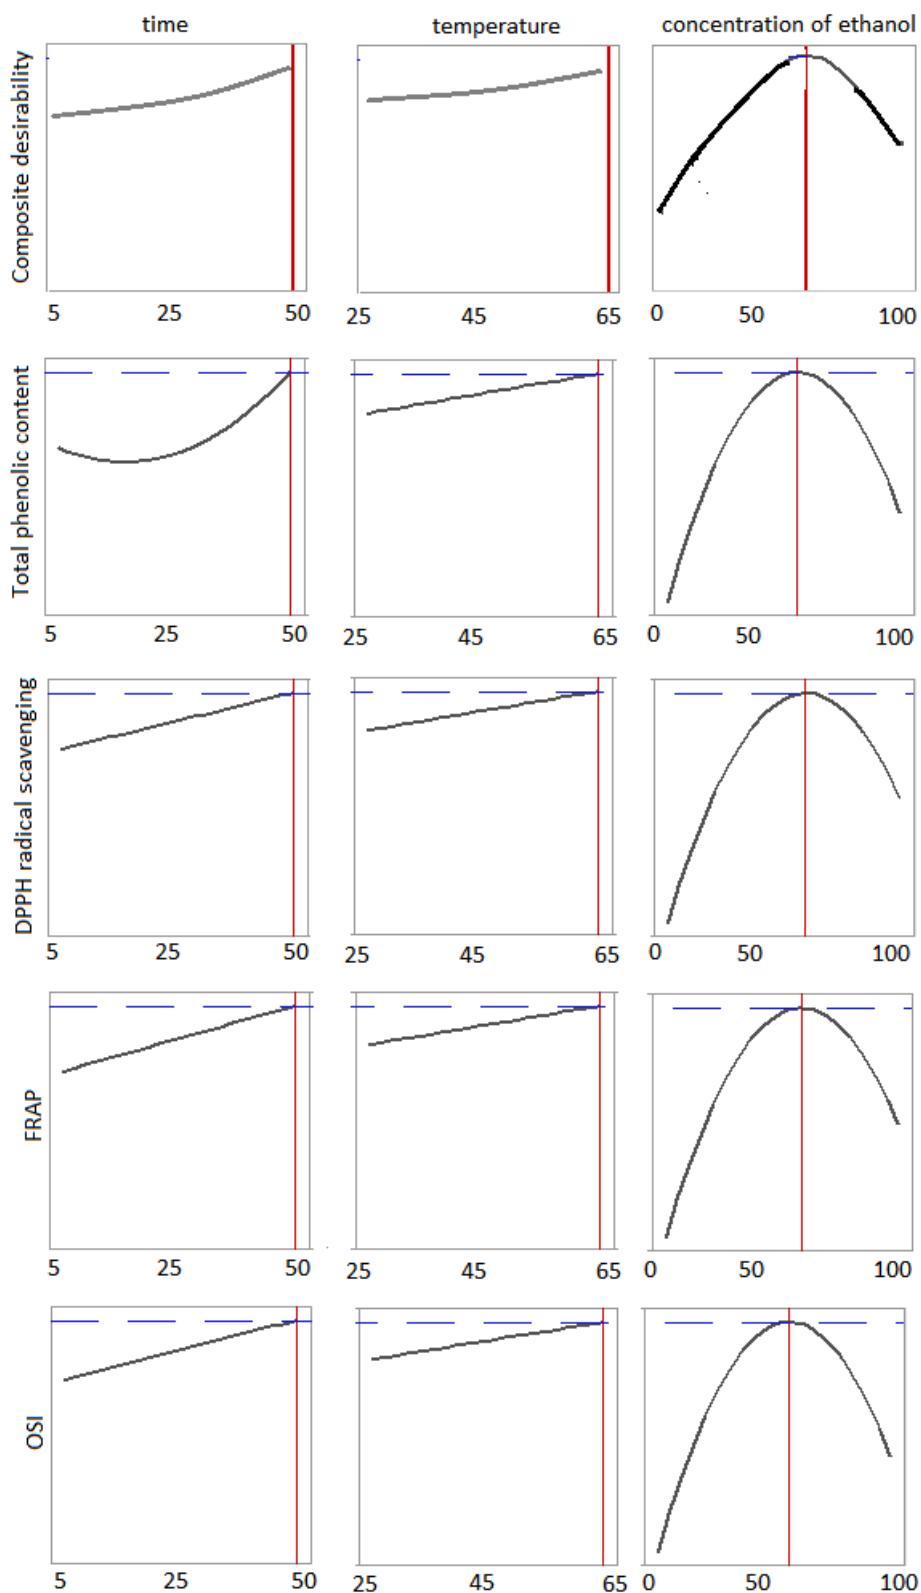 time temperature concentration of ethanol
Composite desirability
5 25 50 25 45 65 0 50 100
Total phenolic content
5 25 50 25 45 65 0 50 100
DPPH radical scavenging
5 25 50 25 45 65 0 50 100
FRAP
5 25 50 25 45 65 0 50 100
OSI
5 25 50 25 45 65 0 50 100